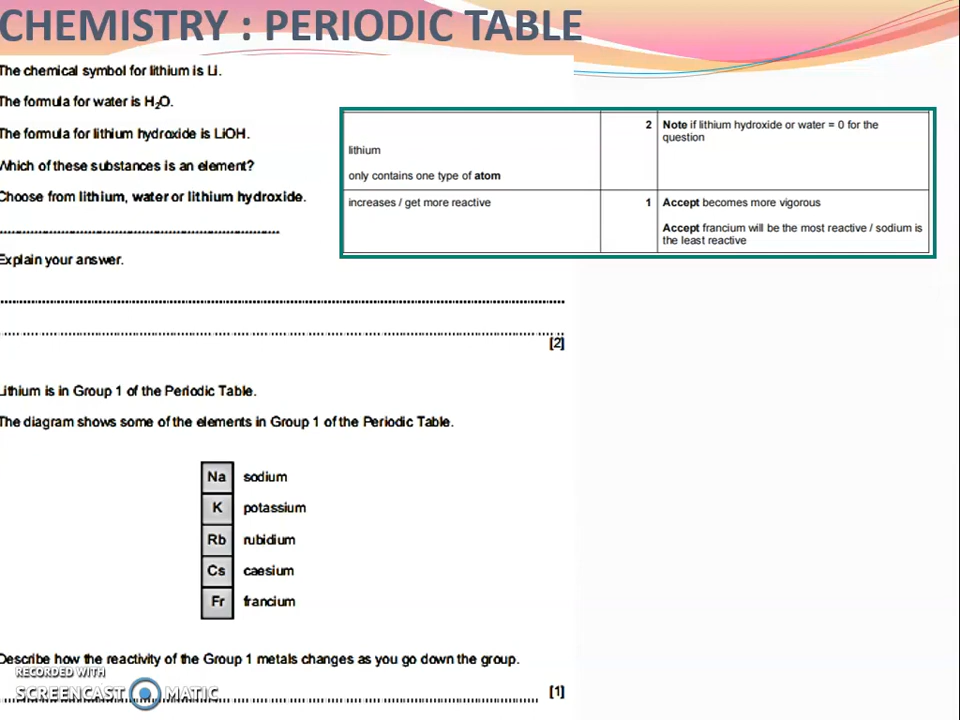 CHEMISTRY : PERIODIC TABLE
The chemical symbol for lithium is Li.
The formula for water is H₂O.
The formula for lithium hydroxide is LiOH.
Which of these substances is an element?
Choose from lithium, water or lithium hydroxide.
Explain your answer.
[2]
lithium
only contains one type of atom
2
Note if lithium hydroxide or water = 0 for the
question
increases / get more reactive
1
Accept becomes more vigorous
Accept francium will be the most reactive / sodium is
the least reactive
Lithium is in Group 1 of the Periodic Table.
The diagram shows some of the elements in Group 1 of the Periodic Table.
Na sodium
K potassium
Rb rubidium
Cs caesium
Fr francium
Describe how the reactivity of the Group 1 metals changes as you go down the group.
[1]
RECORDED WITH
SCREENCAST MATIC